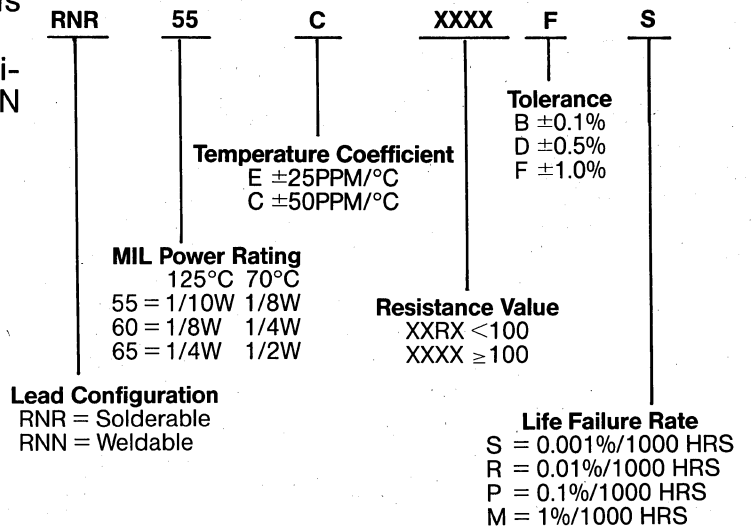 ns
i-
N
RNR 55 C XXXX F S
Tolerance
B ±0.1%
D ±0.5%
F ±1.0%
Temperature Coefficient
E ±25PPM/°C
C ±50PPM/°C
MIL Power Rating
125°C 70°C
55 = 1/10W 1/8W
60 = 1/8W 1/4W
65 = 1/4W 1/2W
Resistance Value
XXRX <100
XXXX ≥100
Lead Configuration
RNR = Solderable
RNN = Weldable
Life Failure Rate
S = 0.001%/1000 HRS
R = 0.01%/1000 HRS
P = 0.1%/1000 HRS
M = 1%/1000 HRS